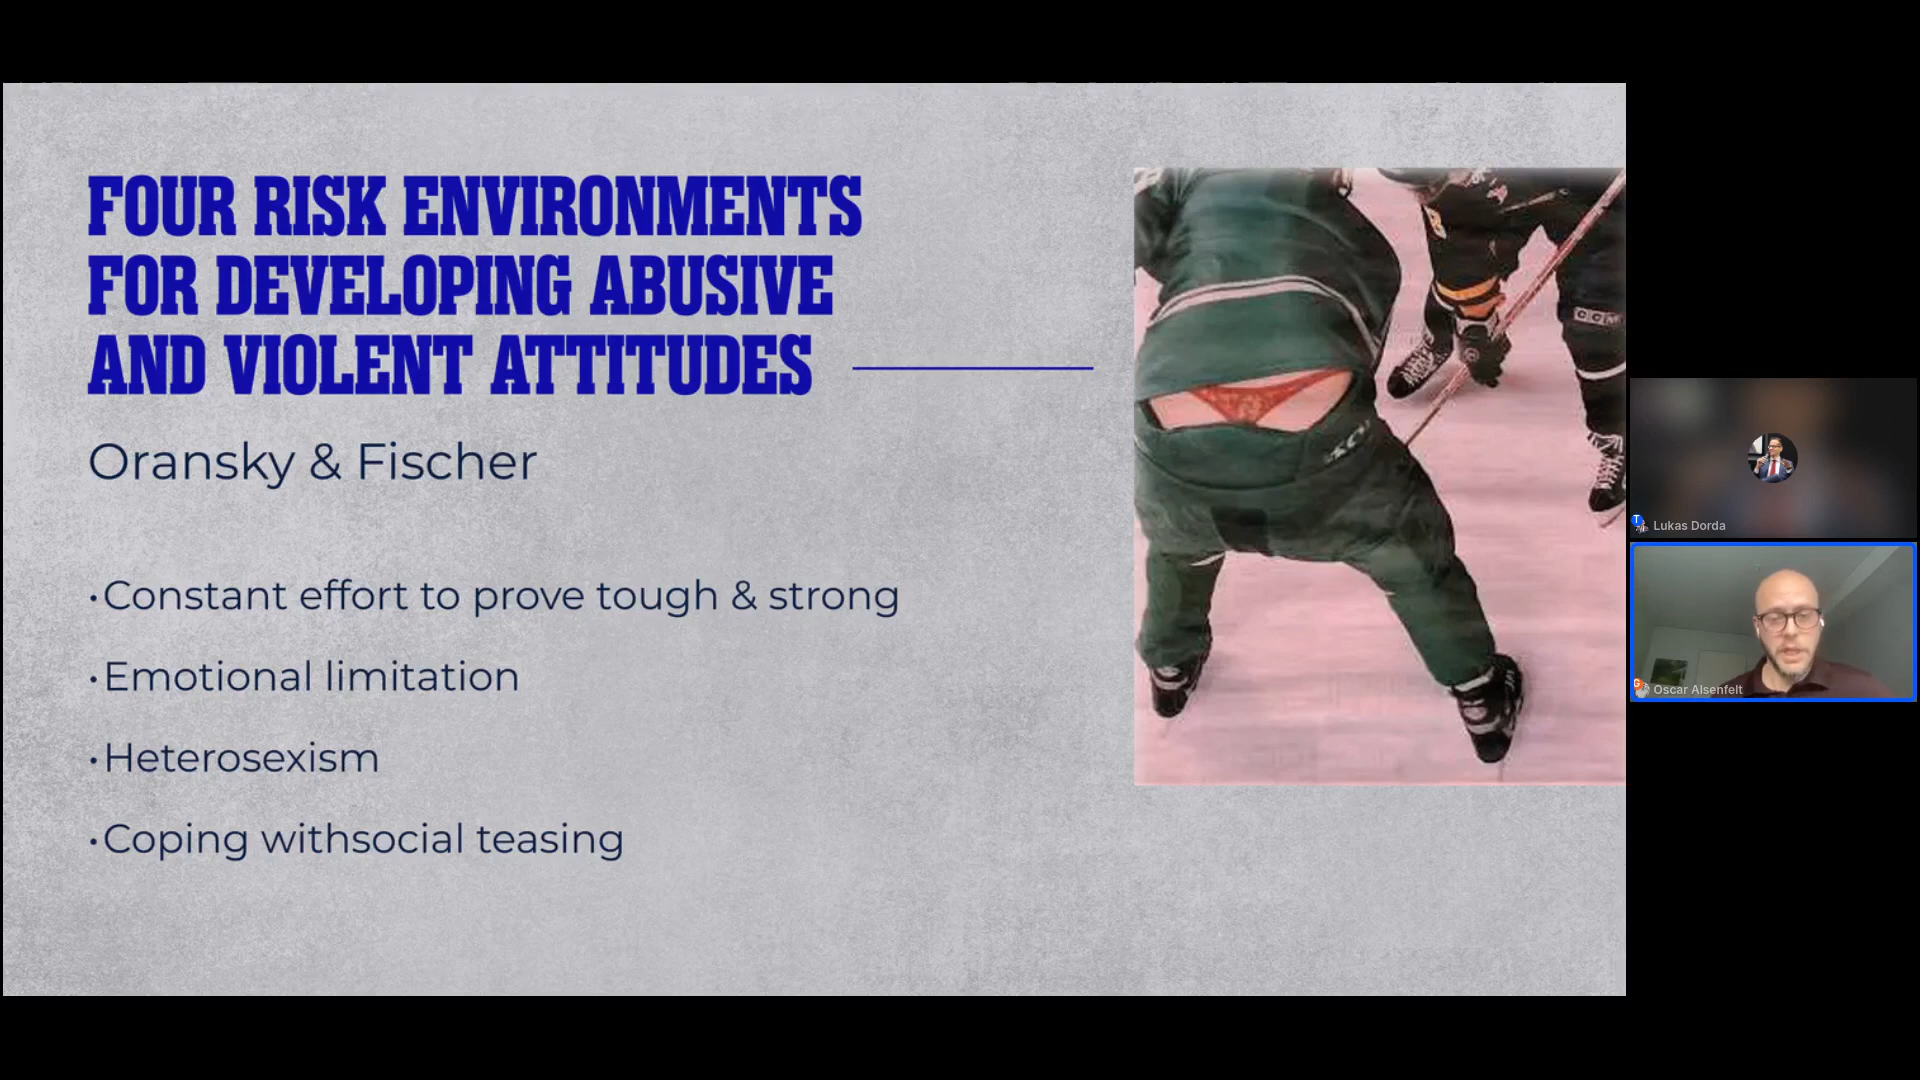 FOUR RISK ENVIRONMENTS
FOR DEVELOPING ABUSIVE
AND VIOLENT ATTITUDES
Oransky & Fischer
•Constant effort to prove tough & strong
•Emotional limitation
•Heterosexism
•Coping withsocial teasing
CCM
T
Lukas Dorda
G
Oscar Alsenfelt